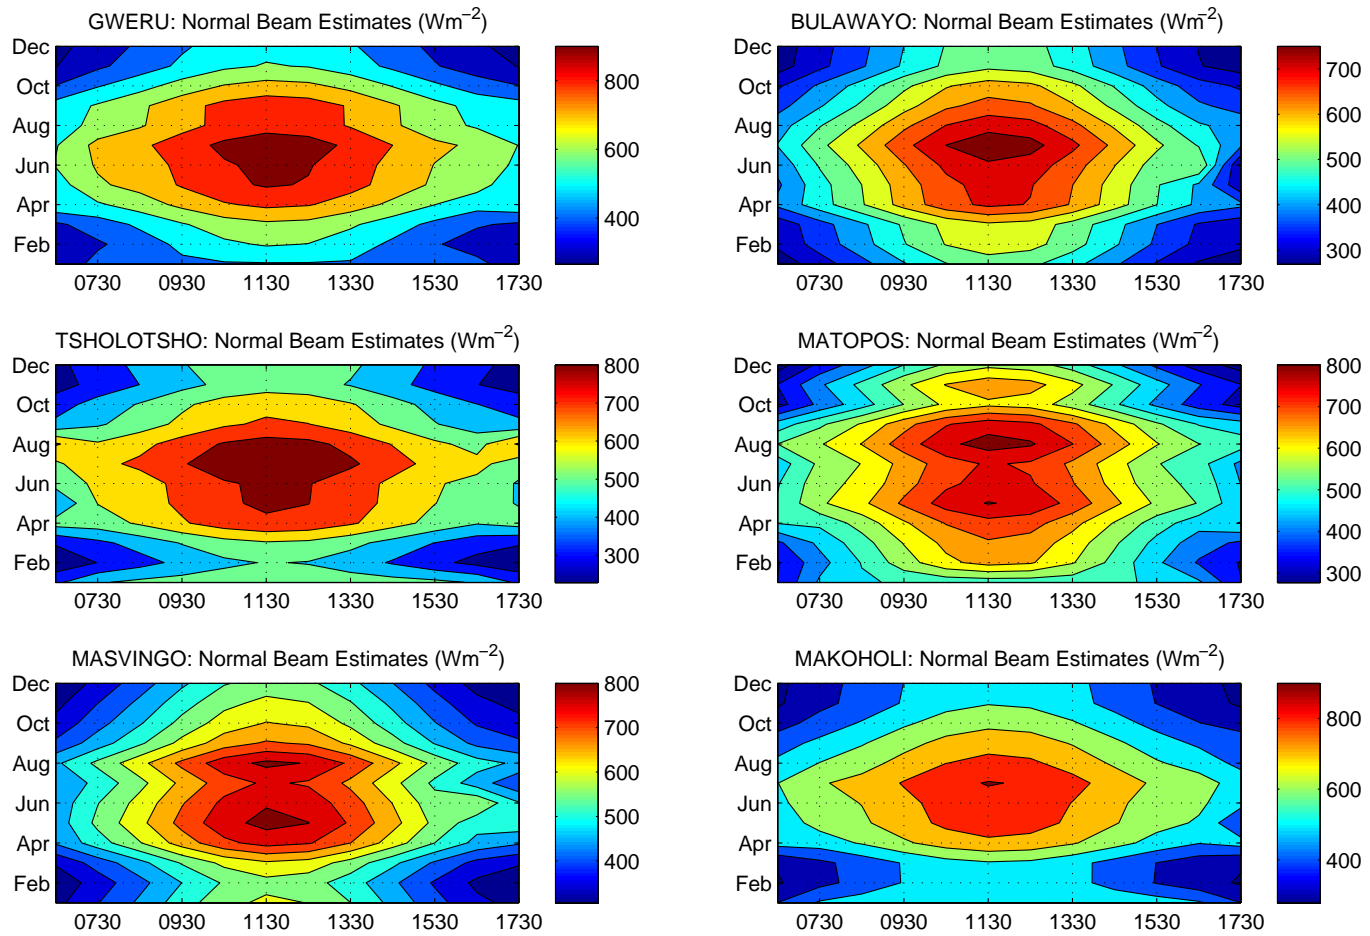 GWERU: Normal Beam Estimates (Wm⁻²)
Dec
Oct
Aug
Jun
Apr
Feb
0730 0930 1130 1330 1530 1730
800
600
400
BULAWAYO: Normal Beam Estimates (Wm⁻²)
Dec
Oct
Aug
Jun
Apr
Feb
0730 0930 1130 1330 1530 1730
700
600
500
400
300
TSHOLOTSHO: Normal Beam Estimates (Wm⁻²)
Dec
Oct
Aug
Jun
Apr
Feb
0730 0930 1130 1330 1530 1730
800
700
600
500
400
300
MATOPOS: Normal Beam Estimates (Wm⁻²)
Dec
Oct
Aug
Jun
Apr
Feb
0730 0930 1130 1330 1530 1730
800
700
600
500
400
300
MASVINGO: Normal Beam Estimates (Wm⁻²)
Dec
Oct
Aug
Jun
Apr
Feb
0730 0930 1130 1330 1530 1730
800
700
600
500
400
MAKOHOLI: Normal Beam Estimates (Wm⁻²)
Dec
Oct
Aug
Jun
Apr
Feb
0730 0930 1130 1330 1530 1730
800
600
400